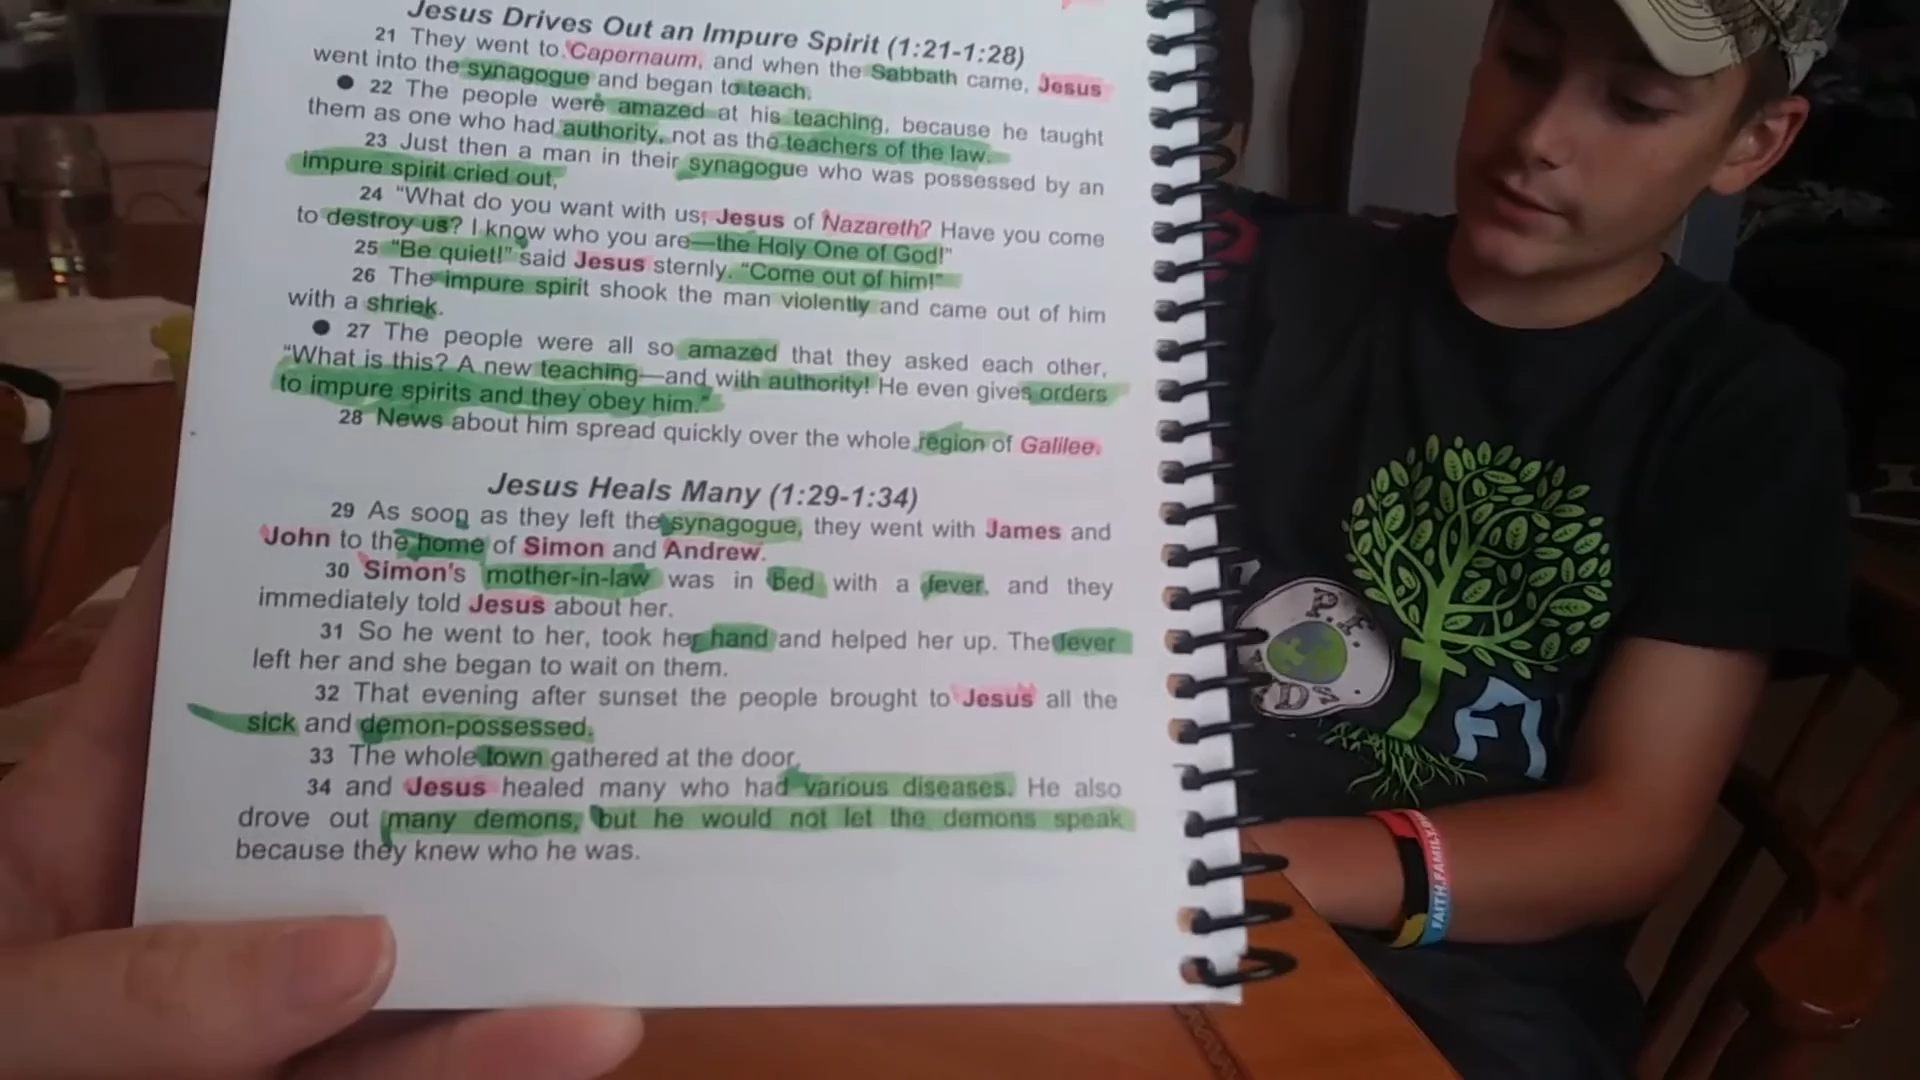 Jesus Drives Out an Impure Spirit (1:21-1:28)
21 They went to Capernaum, and when the Sabbath came, Jesus
went into the synagogue and began to teach.
● 22 The people were amazed at his teaching, because he taught
them as one who had authority, not as the teachers of the law.
23 Just then a man in their synagogue who was possessed by an
impure spirit cried out,
24 “What do you want with us, Jesus of Nazareth? Have you come
to destroy us? I know who you are—the Holy One of God!”
25 “Be quiet!” said Jesus sternly. “Come out of him!”
26 The impure spirit shook the man violently and came out of him
with a shriek.
● 27 The people were all so amazed that they asked each other,
“What is this? A new teaching—and with authority! He even gives orders
to impure spirits and they obey him.”
28 News about him spread quickly over the whole region of Galilee.
Jesus Heals Many (1:29-1:34)
29 As soon as they left the synagogue, they went with James and
John to the home of Simon and Andrew.
30 Simon's mother-in-law was in bed with a fever, and they
immediately told Jesus about her.
31 So he went to her, took her hand and helped her up. The fever
left her and she began to wait on them.
32 That evening after sunset the people brought to Jesus all the
sick and demon-possessed.
33 The whole town gathered at the door,
34 and Jesus healed many who had various diseases. He also
drove out many demons, but he would not let the demons speak
because they knew who he was.
FAITH.FAMILY